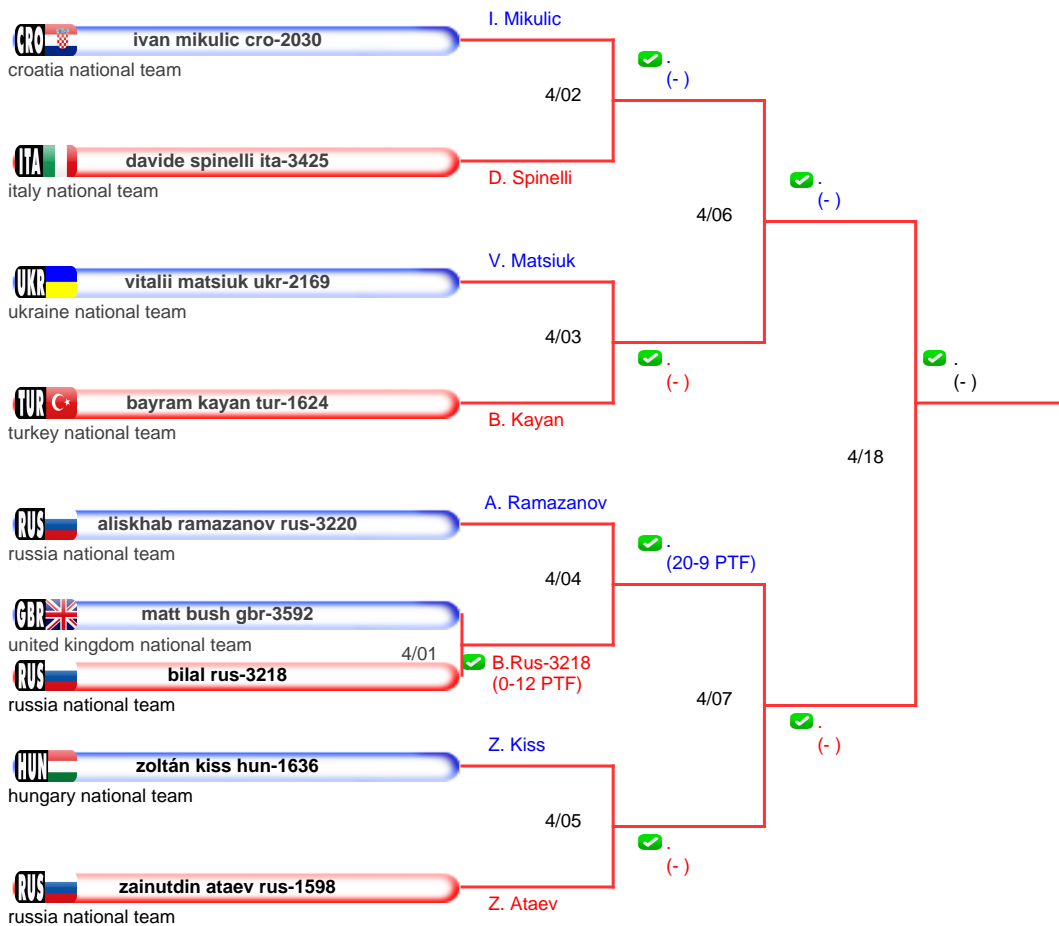 I. Mikulic
CRO ivan mikulic cro-2030
croatia national team
.
(- )
4/02
ITA davide spinelli ita-3425
italy national team
D. Spinelli
.
(- )
4/06
V. Matsiuk
UKR vitalii matsiuk ukr-2169
ukraine national team
4/03
.
(- )
.
(- )
TUR bayram kayan tur-1624
turkey national team
B. Kayan
4/18
A. Ramazanov
RUS aliskhab ramazanov rus-3220
russia national team
.
(20-9 PTF)
4/04
GBR matt bush gbr-3592
united kingdom national team
4/01
B.Rus-3218
(0-12 PTF)
RUS bilal rus-3218
russia national team
4/07
.
(- )
Z. Kiss
HUN zoltán kiss hun-1636
hungary national team
4/05
.
(- )
RUS zainutdin ataev rus-1598
russia national team
Z. Ataev